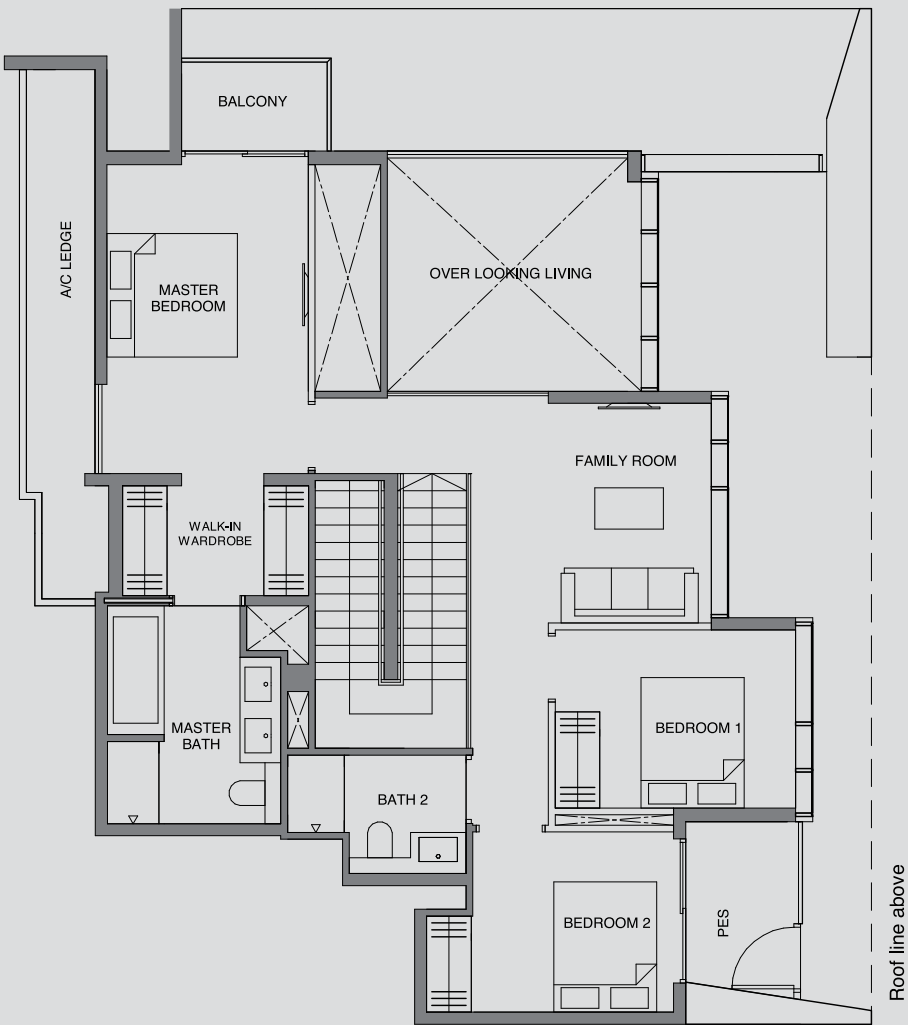 BALCONY
A/C LEDGE
MASTER
BEDROOM
OVER LOOKING LIVING
FAMILY ROOM
WALK-IN
WARDROBE
MASTER
BATH
BEDROOM 1
BATH 2
BEDROOM 2
PES
Roof line above